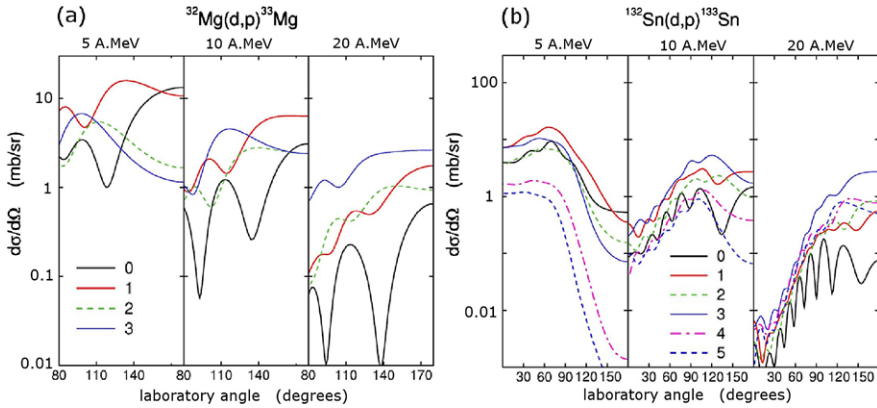 (a)
³²Mg(d,p)³³Mg
5 A.MeV
10 A.MeV
20 A.MeV
dσ/dΩ (mb/sr)
10
1
0.1
0.01
0
1
2
3
80 110 140 80 110 140 80 110 140 170
laboratory angle (degrees)
(b)
¹³²Sn(d,p)¹³³Sn
5 A.MeV
10 A.MeV
20 A.MeV
dσ/dΩ (mb/sr)
100
1
0.01
0
1
2
3
4
5
30 60 90 120 150 30 60 90 120 150 30 60 90 120 150
laboratory angle (degrees)